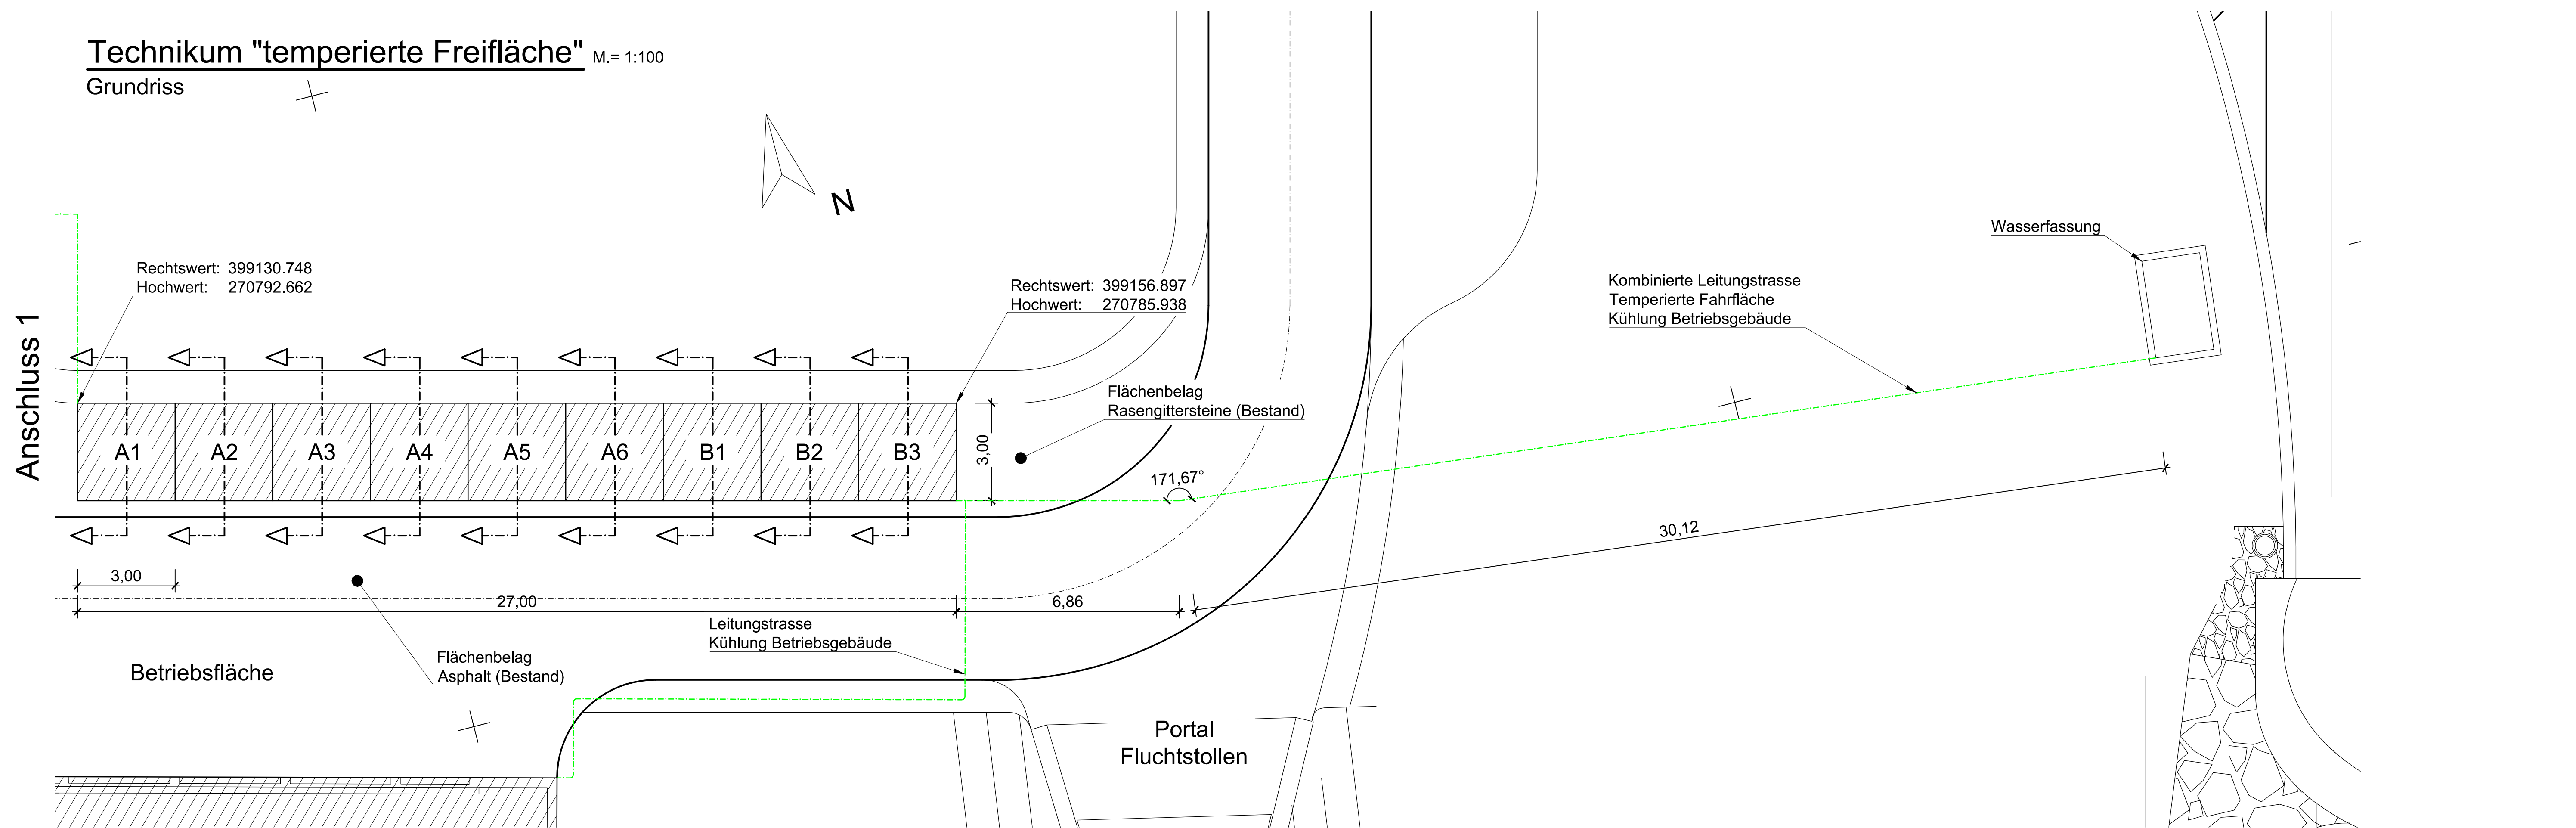 Technikum "temperierte Freifläche" M.= 1:100
Grundriss
N
Wasserfassung
Rechtswert: 399130.748
Hochwert: 270792.662
Rechtswert: 399156.897
Hochwert: 270785.938
Kombinierte Leitungstrasse
Temperierte Fahrfläche
Kühlung Betriebsgebäude
Anschluss 1
Flächenbelag
Rasengittersteine (Bestand)
A1 A2 A3 A4 A5 A6 B1 B2 B3
3,00
171,67°
30,12
3,00
27,00
6,86
Leitungstrasse
Kühlung Betriebsgebäude
Flächenbelag
Asphalt (Bestand)
Betriebsfläche
Portal
Fluchtstollen